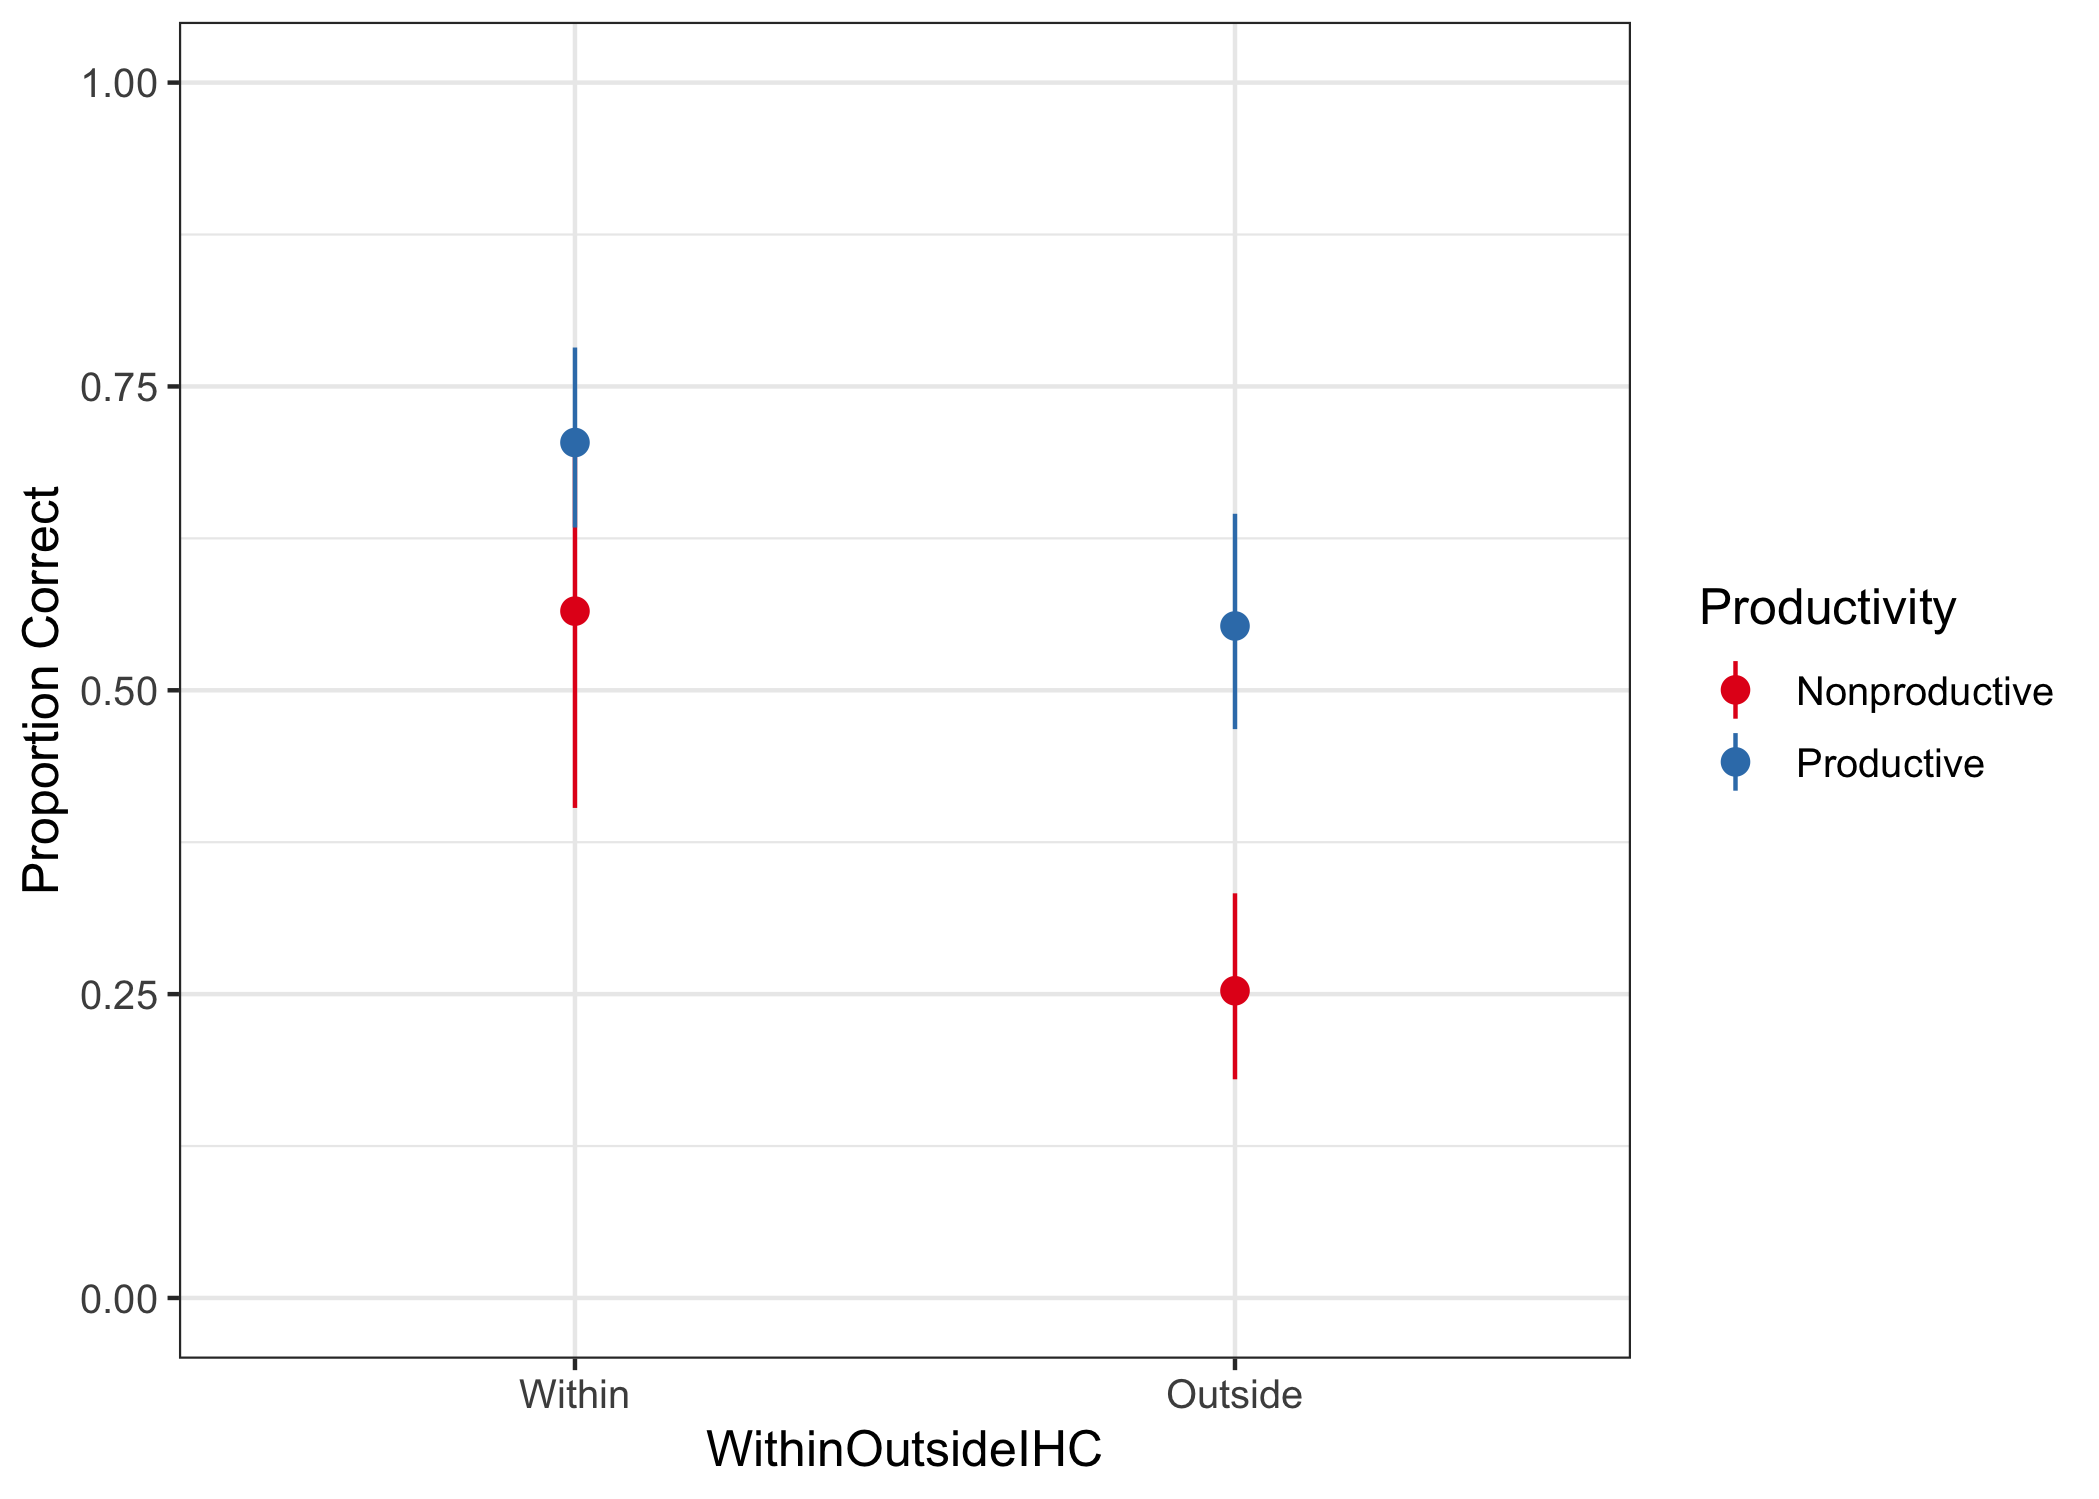 1.00
0.75
0.50
0.25
0.00
Proportion Correct
Within
Outside
WithinOutsideIHC
Productivity
Nonproductive
Productive